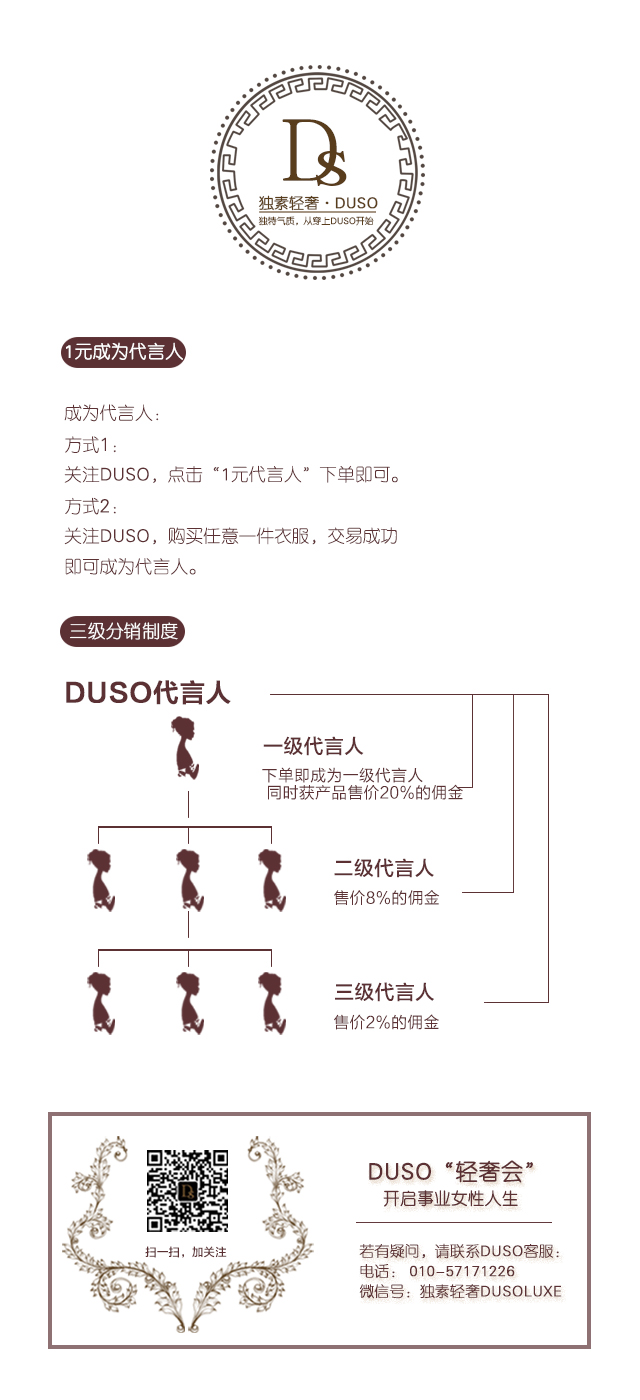 Ds
独素轻奢·DUSO
独特气质，从穿上DUSO开始
1元成为代言人
成为代言人：
方式1：
关注DUSO，点击“1元代言人”下单即可。
方式2：
关注DUSO，购买任意一件衣服，交易成功
即可成为代言人。
三级分销制度
DUSO代言人
一级代言人
下单即成为一级代言人
同时获产品售价20%的佣金
二级代言人
售价8%的佣金
三级代言人
售价2%的佣金
Ds
扫一扫，加关注
DUSO“轻奢会”
开启事业女性人生
若有疑问，请联系DUSO客服：
电话： 010-57171226
微信号：独素轻奢DUSOLUXE